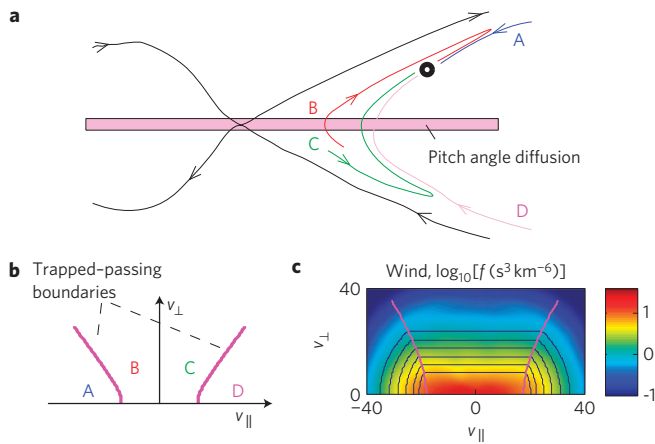 a
A
B
C
Pitch angle diffusion
D
b
Trapped–passing
boundaries
v⊥
B
C
A
D
v||
c
Wind, log10[f (s3 km−6)]
40
v⊥
0
−40
0
40
v||
1
0
-1